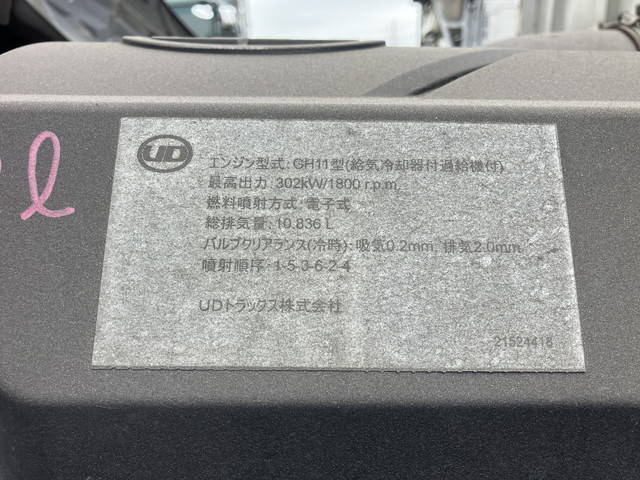 UD
エンジン型式：GH11型(給気冷却器付過給機付)
最高出力：302kW/1800 r.p.m.
燃料噴射方式：電子式
総排気量：10.836 L
バルブクリアランス(冷時)：吸気0.2mm, 排気2.0mm
噴射順序：1-5-3-6-2-4
UDトラックス株式会社
21524418
l